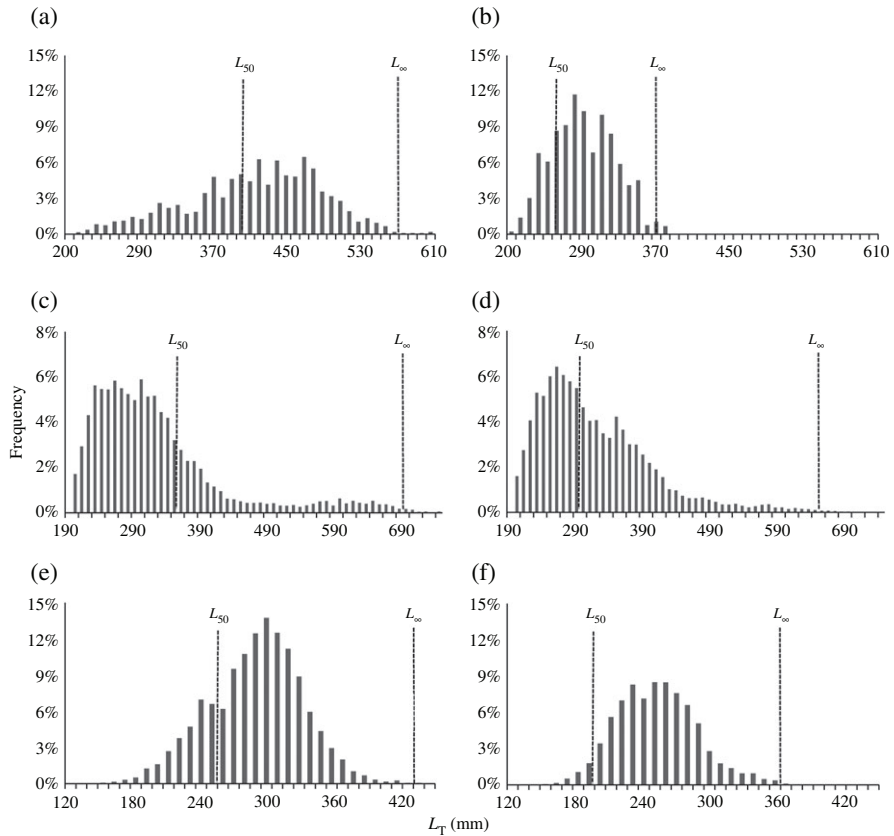 (a)
15%
12%
9%
6%
3%
0%
L50
L∞
200 290 370 450 530 610
(b)
15%
12%
9%
6%
3%
0%
L50
L∞
200 290 370 450 530 610
Frequency
(c)
8%
6%
4%
2%
0%
L50
L∞
190 290 390 490 590 690
(d)
8%
6%
4%
2%
0%
L50
L∞
190 290 390 490 590 690
(e)
15%
12%
9%
6%
3%
0%
L50
L∞
120 180 240 300 360 420
(f)
15%
12%
9%
6%
3%
0%
L50
L∞
120 180 240 300 360 420
LT (mm)